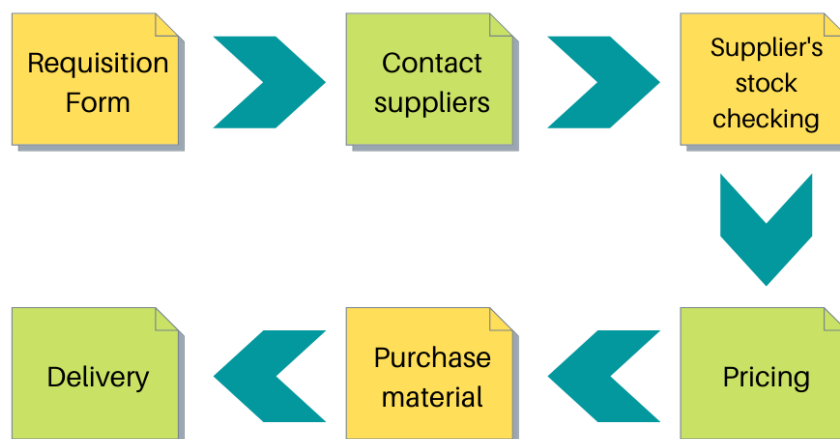 Requisition
Form
Contact
suppliers
Supplier's
stock
checking
Pricing
Purchase
material
Delivery